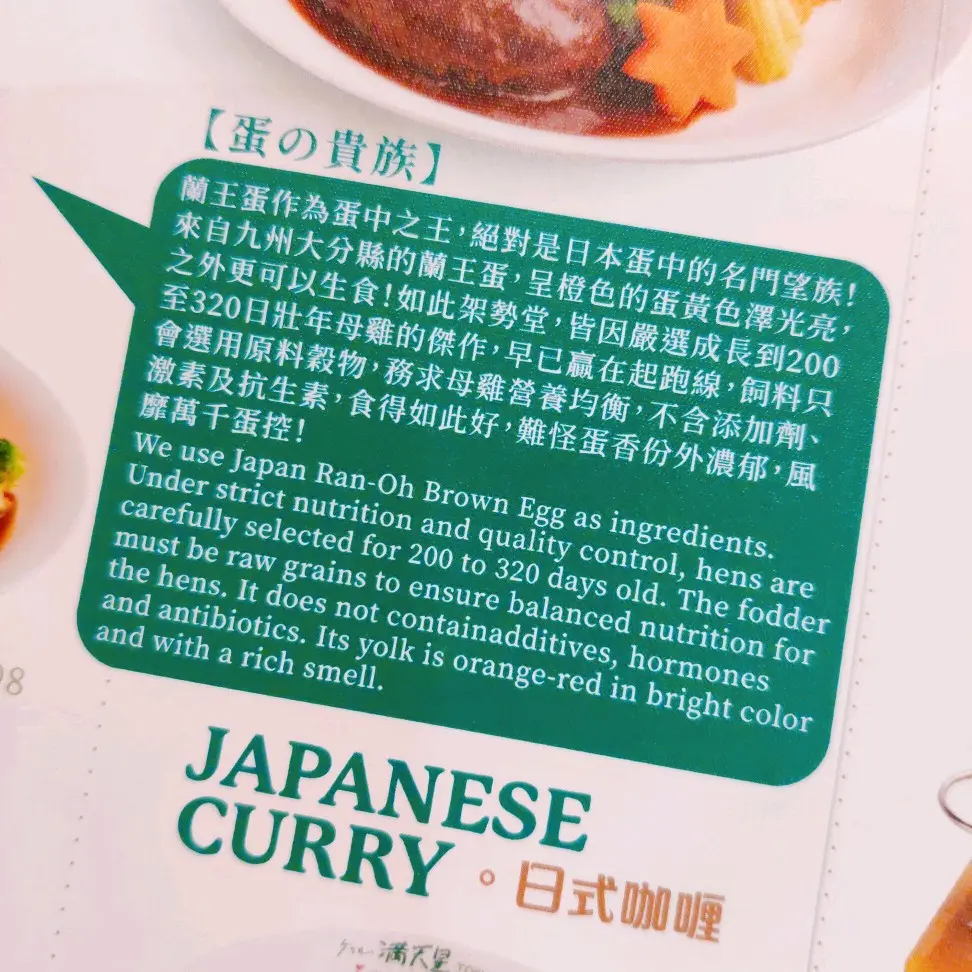 【蛋の貴族】
蘭王蛋作為蛋中之王,絕對是日本蛋中的名門望族!
來自九州大分縣的蘭王蛋,呈橙色的蛋黃色澤光亮,
之外更可以生食!如此架勢堂,皆因嚴選成長到200
至320日壯年母雞的傑作,早已贏在起跑線,飼料只
會選用原料穀物,務求母雞營養均衡,不含添加劑、
激素及抗生素,食得如此好,難怪蛋香份外濃郁,風
靡萬千蛋控!
We use Japan Ran-Oh Brown Egg as ingredients.
Under strict nutrition and quality control, hens are
carefully selected for 200 to 320 days old. The fodder
must be raw grains to ensure balanced nutrition for
the hens. It does not containadditives, hormones
and antibiotics. Its yolk is orange-red in bright color
and with a rich smell.
98
JAPANESE
CURRY 。日式咖喱
滿天星